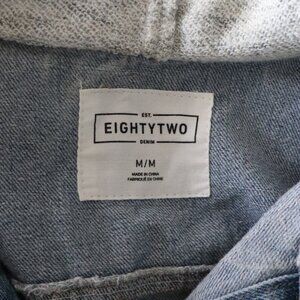 EST.
EIGHTYTWO
DENIM
M/M
MADE IN CHINA
FABRIQUÉ EN CHINE